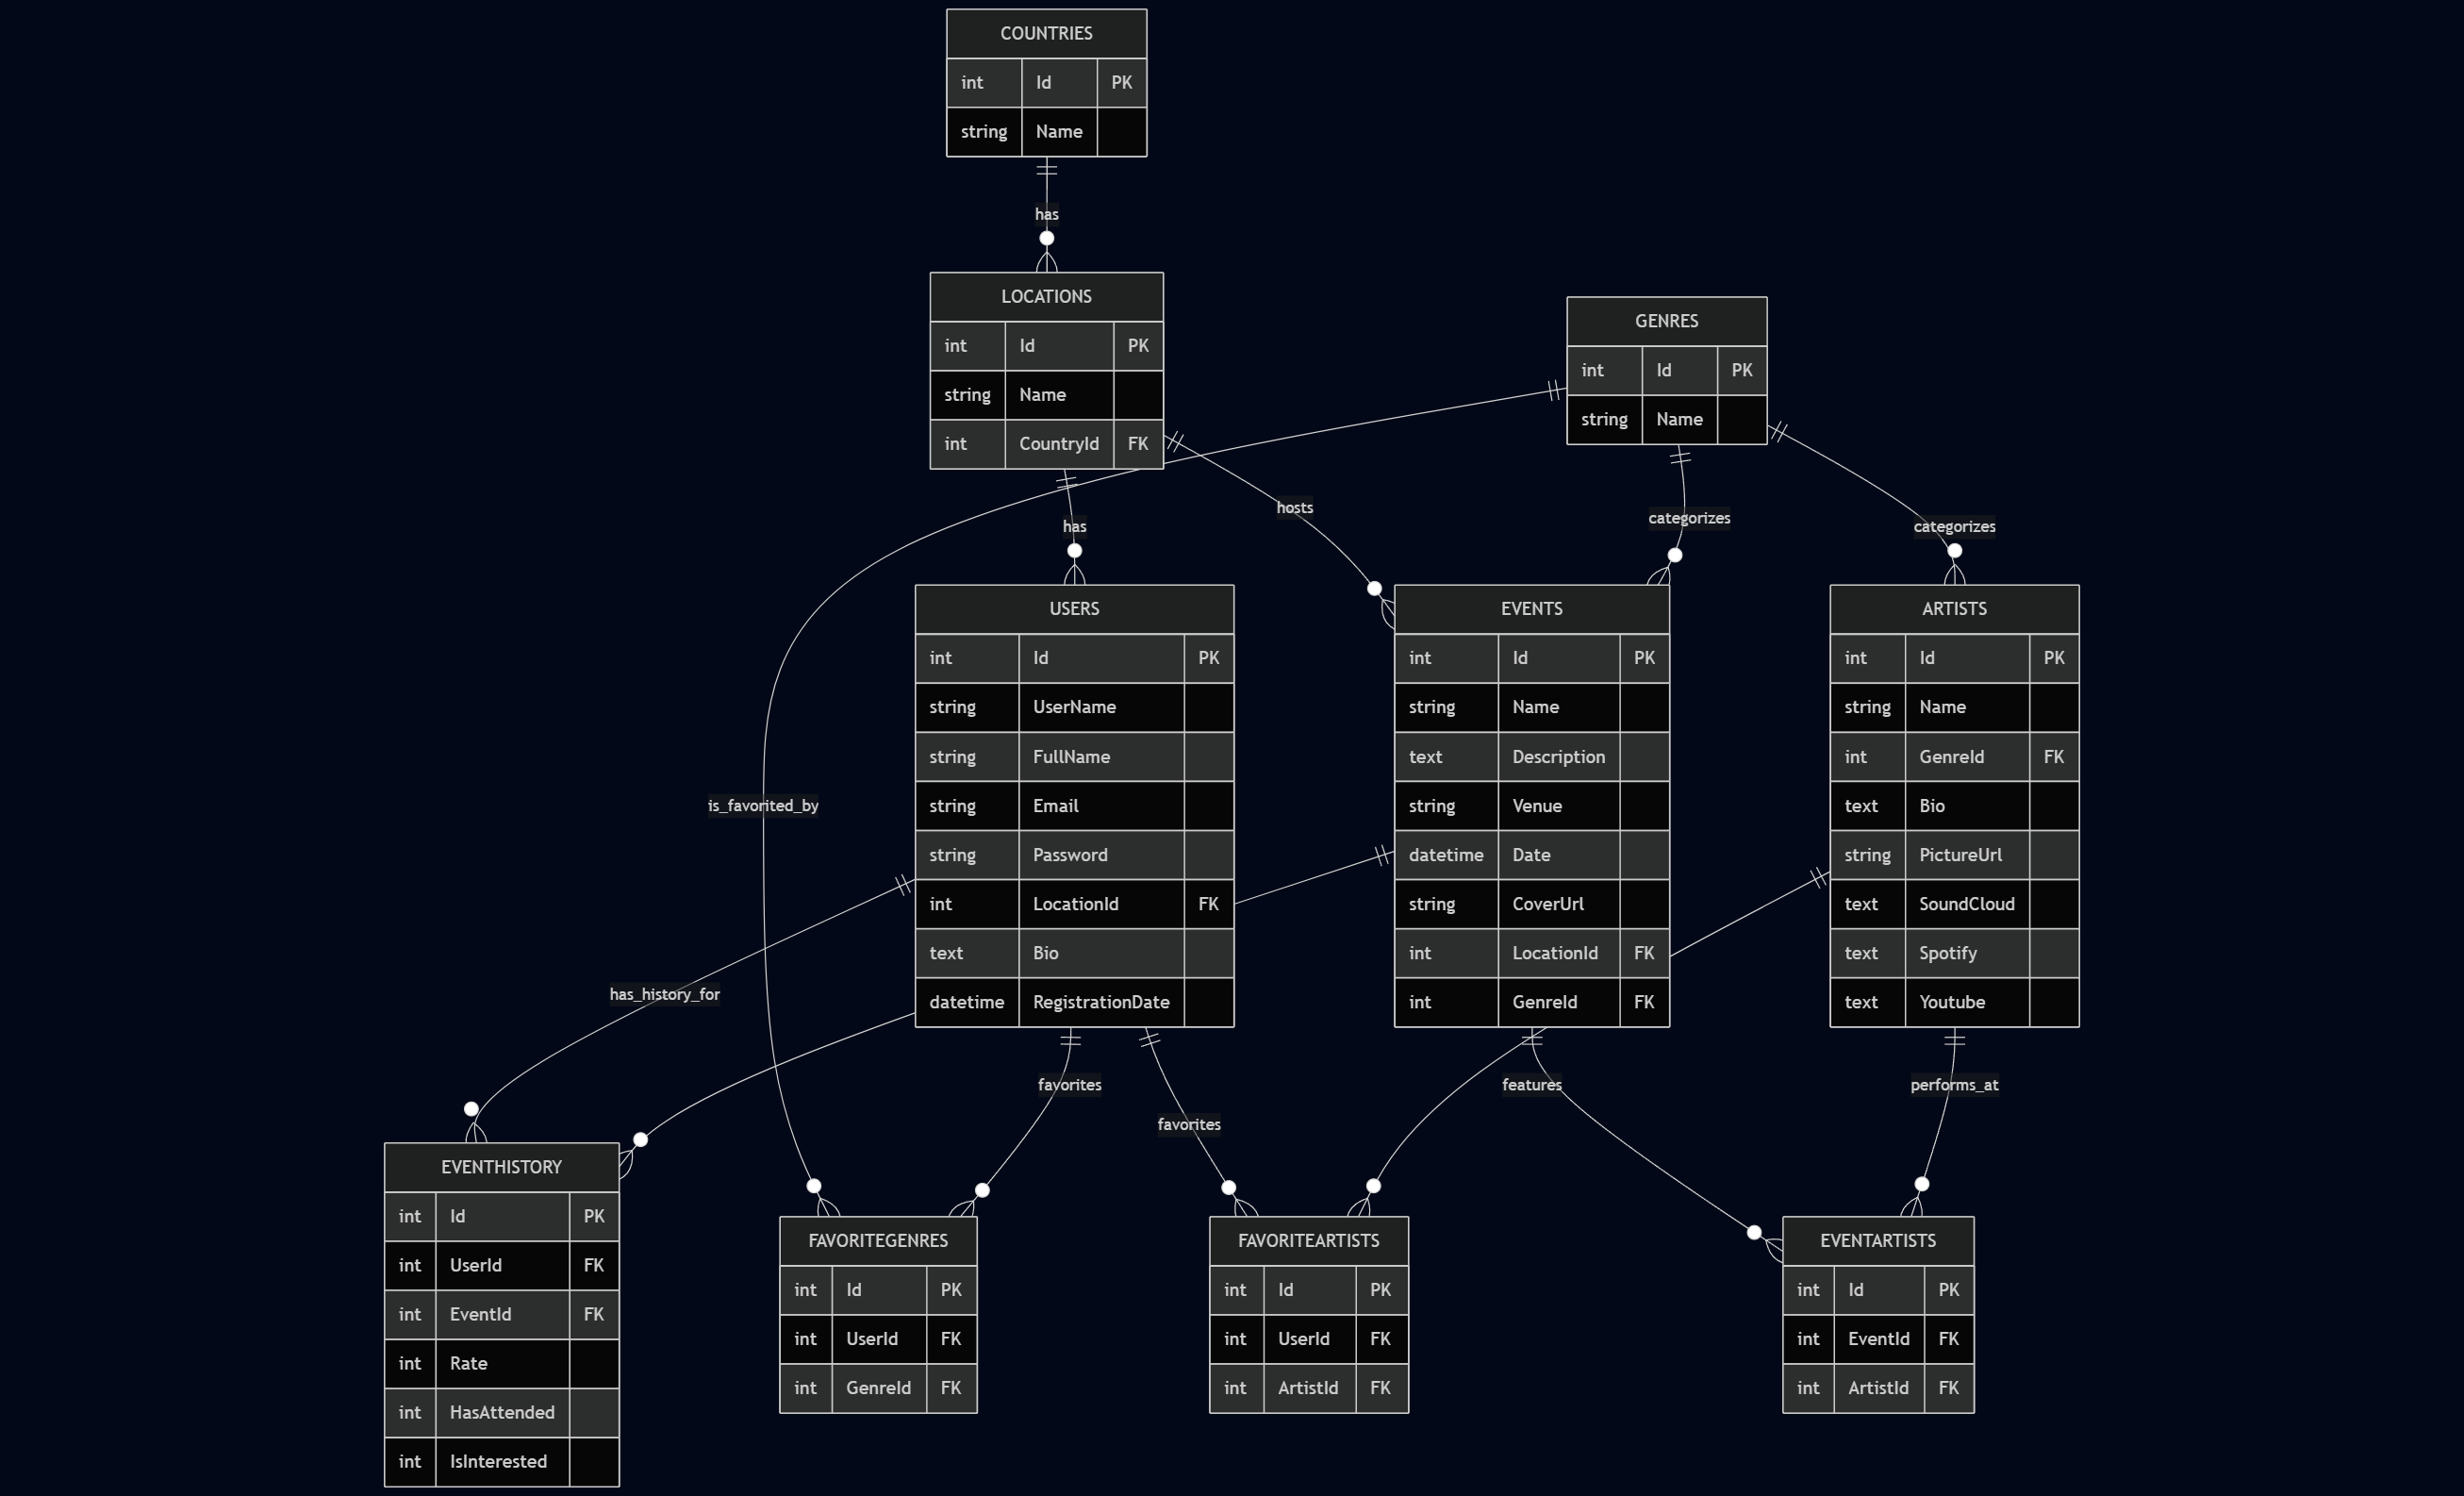 COUNTRIES
int Id PK
string Name
has
LOCATIONS
int Id PK
string Name
int CountryId FK
GENRES
int Id PK
string Name
has
hosts
categorizes
categorizes
USERS
int Id PK
string UserName
string FullName
string Email
string Password
int LocationId FK
text Bio
datetime RegistrationDate
EVENTS
int Id PK
string Name
text Description
string Venue
datetime Date
string CoverUrl
int LocationId FK
int GenreId FK
ARTISTS
int Id PK
string Name
int GenreId FK
text Bio
string PictureUrl
text SoundCloud
text Spotify
text Youtube
is_favorited_by
has_history_for
favorites
favorites
features
performs_at
EVENTHISTORY
int Id PK
int UserId FK
int EventId FK
int Rate
int HasAttended
int IsInterested
FAVORITEGENRES
int Id PK
int UserId FK
int GenreId FK
FAVORITEARTISTS
int Id PK
int UserId FK
int ArtistId FK
EVENTARTISTS
int Id PK
int EventId FK
int ArtistId FK